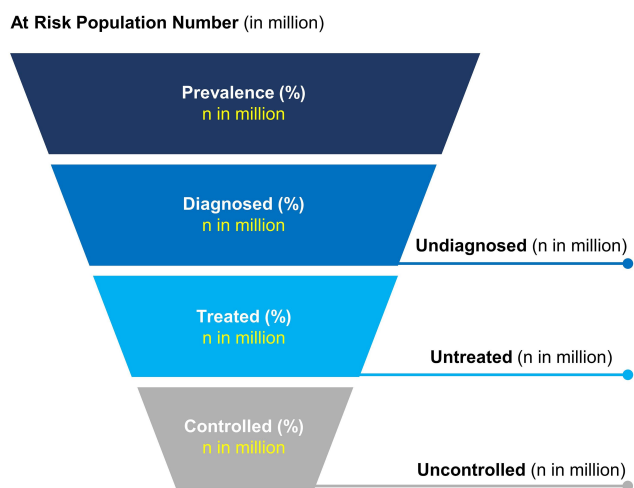 At Risk Population Number (in million)
Prevalence (%)
n in million
Diagnosed (%)
n in million
Undiagnosed (n in million)
Treated (%)
n in million
Untreated (n in million)
Controlled (%)
n in million
Uncontrolled (n in million)